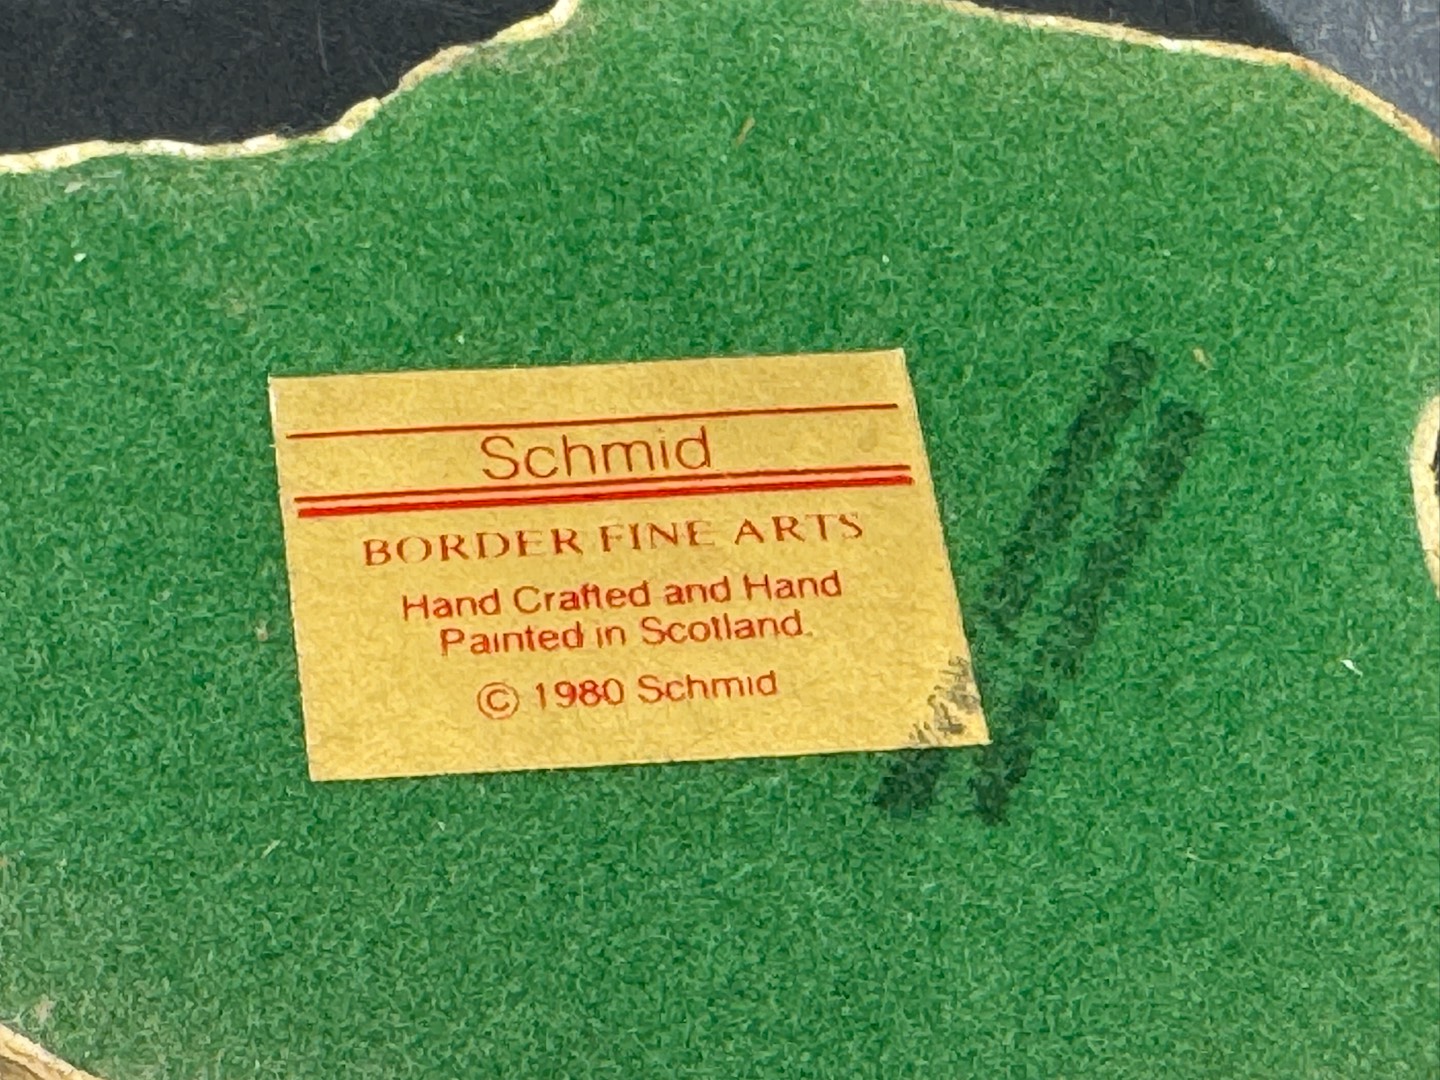 Schmid
BORDER FINE ARTS
Hand Crafted and Hand
Painted in Scotland.
© 1980 Schmid